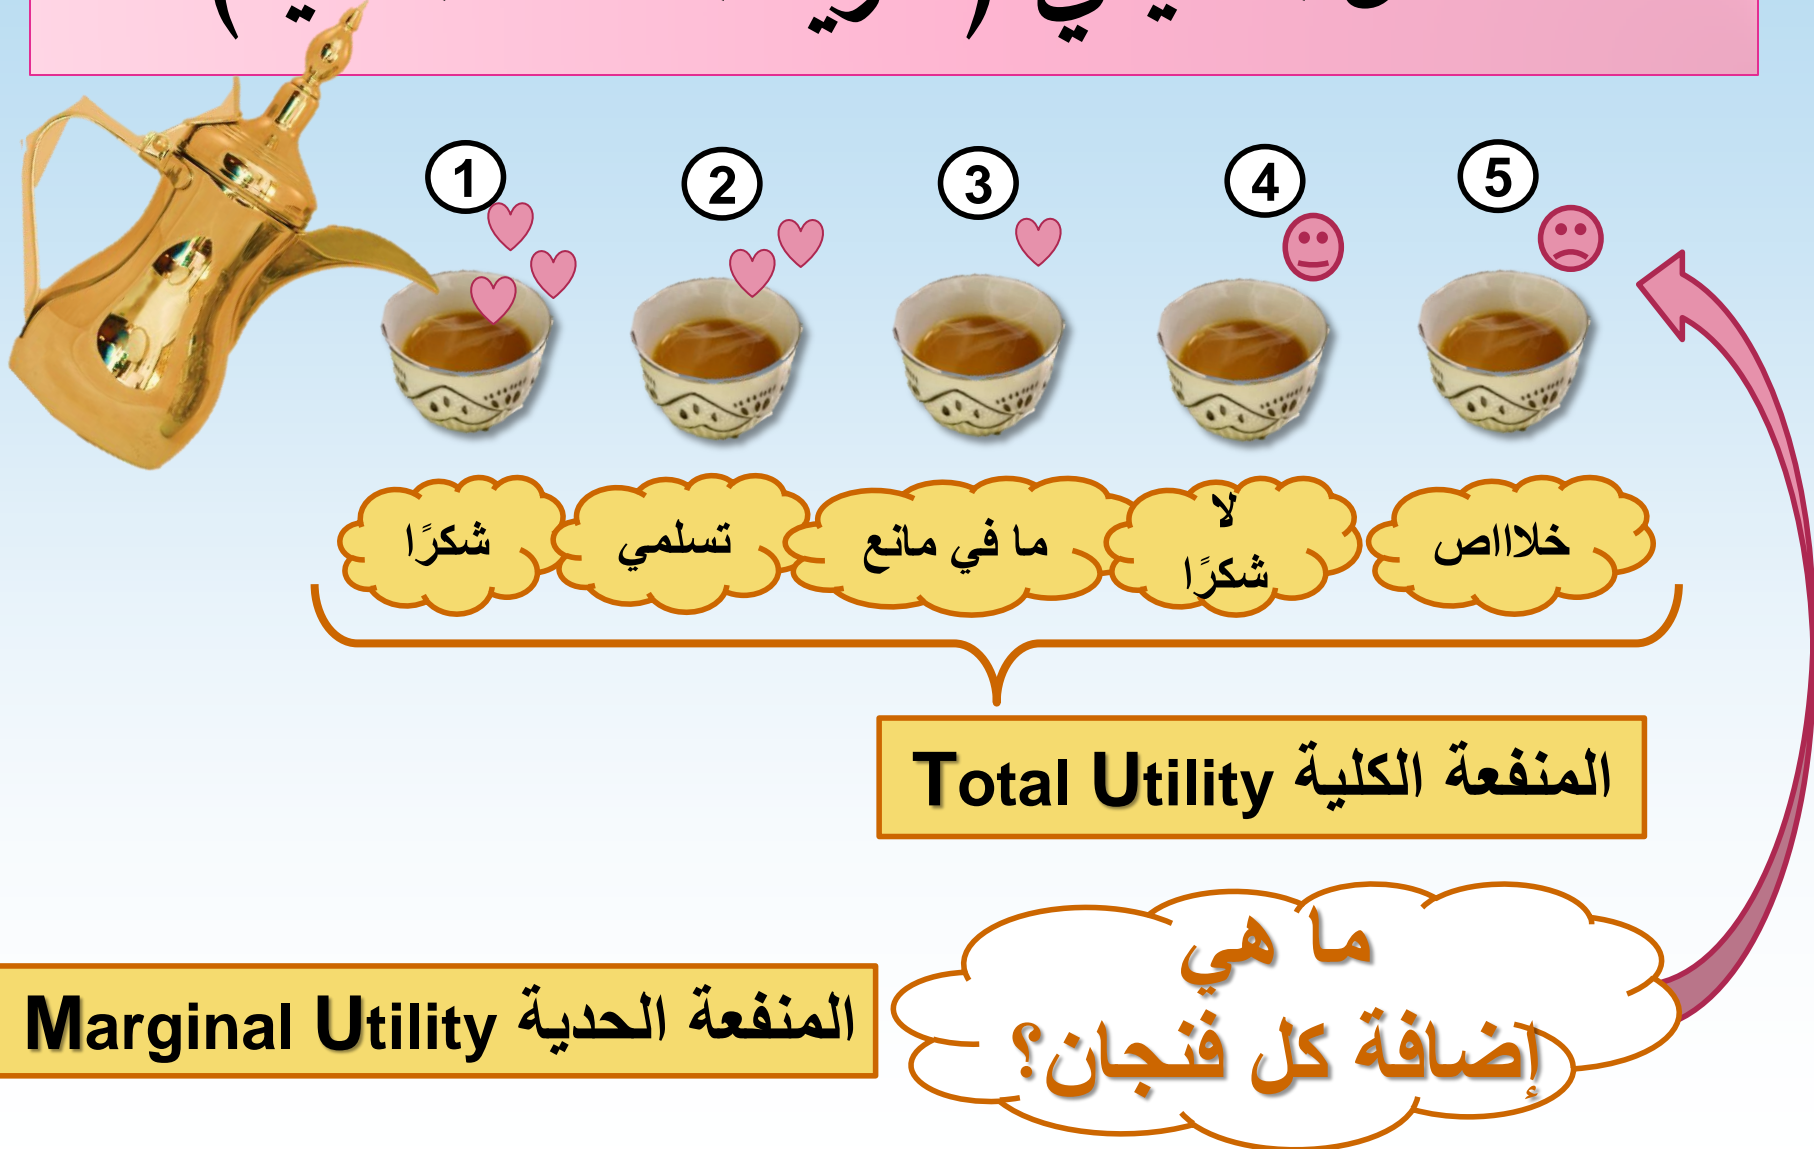 1
2
3
4
5
شكرًا
تسلمي
ما في مانع
لا
شكرًا
خلاااص
المنفعة الكلية Total Utility
ما هي
إضافة كل فنجان؟
المنفعة الحدية Marginal Utility